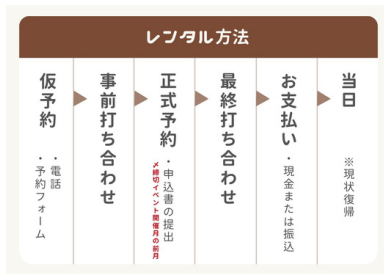 レンタル方法
仮予約
・電話
・予約フォーム
事前打ち合わせ
正式予約
・申込書の提出
〆締切イベント開催月の前月
最終打ち合わせ
お支払い
・現金または振込
当日
※現状復帰